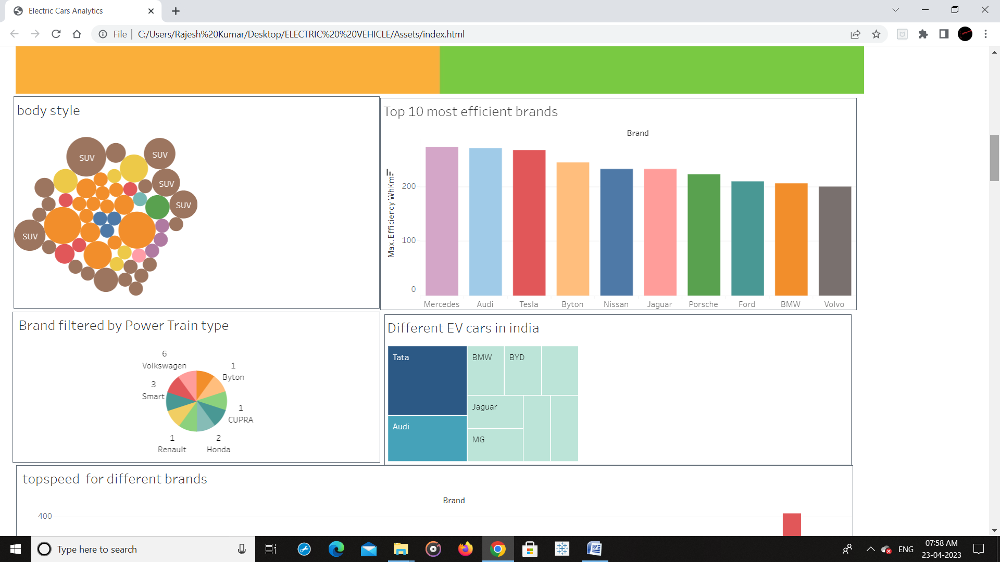 Electric Cars Analytics
File | C:/Users/Rajesh%20Kumar/Desktop/ELECTRIC%20%20VEHICLE/Assets/index.html
body style
SUV
SUV
SUV
SUV
SUV
Top 10 most efficient brands
Brand
Max. Efficiency WhKm
200
100
0
Mercedes Audi Tesla Byton Nissan Jaguar Porsche Ford BMW Volvo
Brand filtered by Power Train type
6
Volkswagen
1
Byton
3
Smart
1
CUPRA
1
Renault
2
Honda
Different EV cars in india
Tata
BMW
BYD
Jaguar
Audi
MG
topspeed for different brands
Brand
400
Type here to search
ENG
07:58 AM
23-04-2023